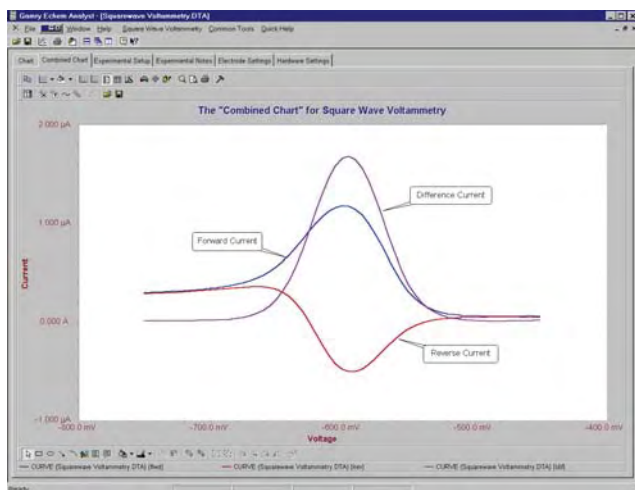 Gamry Echem Analyst - [Squarewave Voltammetry.DTA]
File Window Help Square Wave Voltammetry Common Tools Quick Help
Chart Combined Chart Experimental Setup Experimental Notes Electrode Settings Hardware Settings
The "Combined Chart" for Square Wave Voltammetry
2.000 µA
Difference Current
1.000 µA
Forward Current
Current
0.000 A
Reverse Current
-1.000 µA
-800.0 mV -700.0 mV -600.0 mV -500.0 mV -400.0 mV
Voltage
CURVE (Squarewave Voltammetry.DTA) CURVE (Squarewave Voltammetry.DTA) CURVE (Squarewave Voltammetry.DTA)
Ready